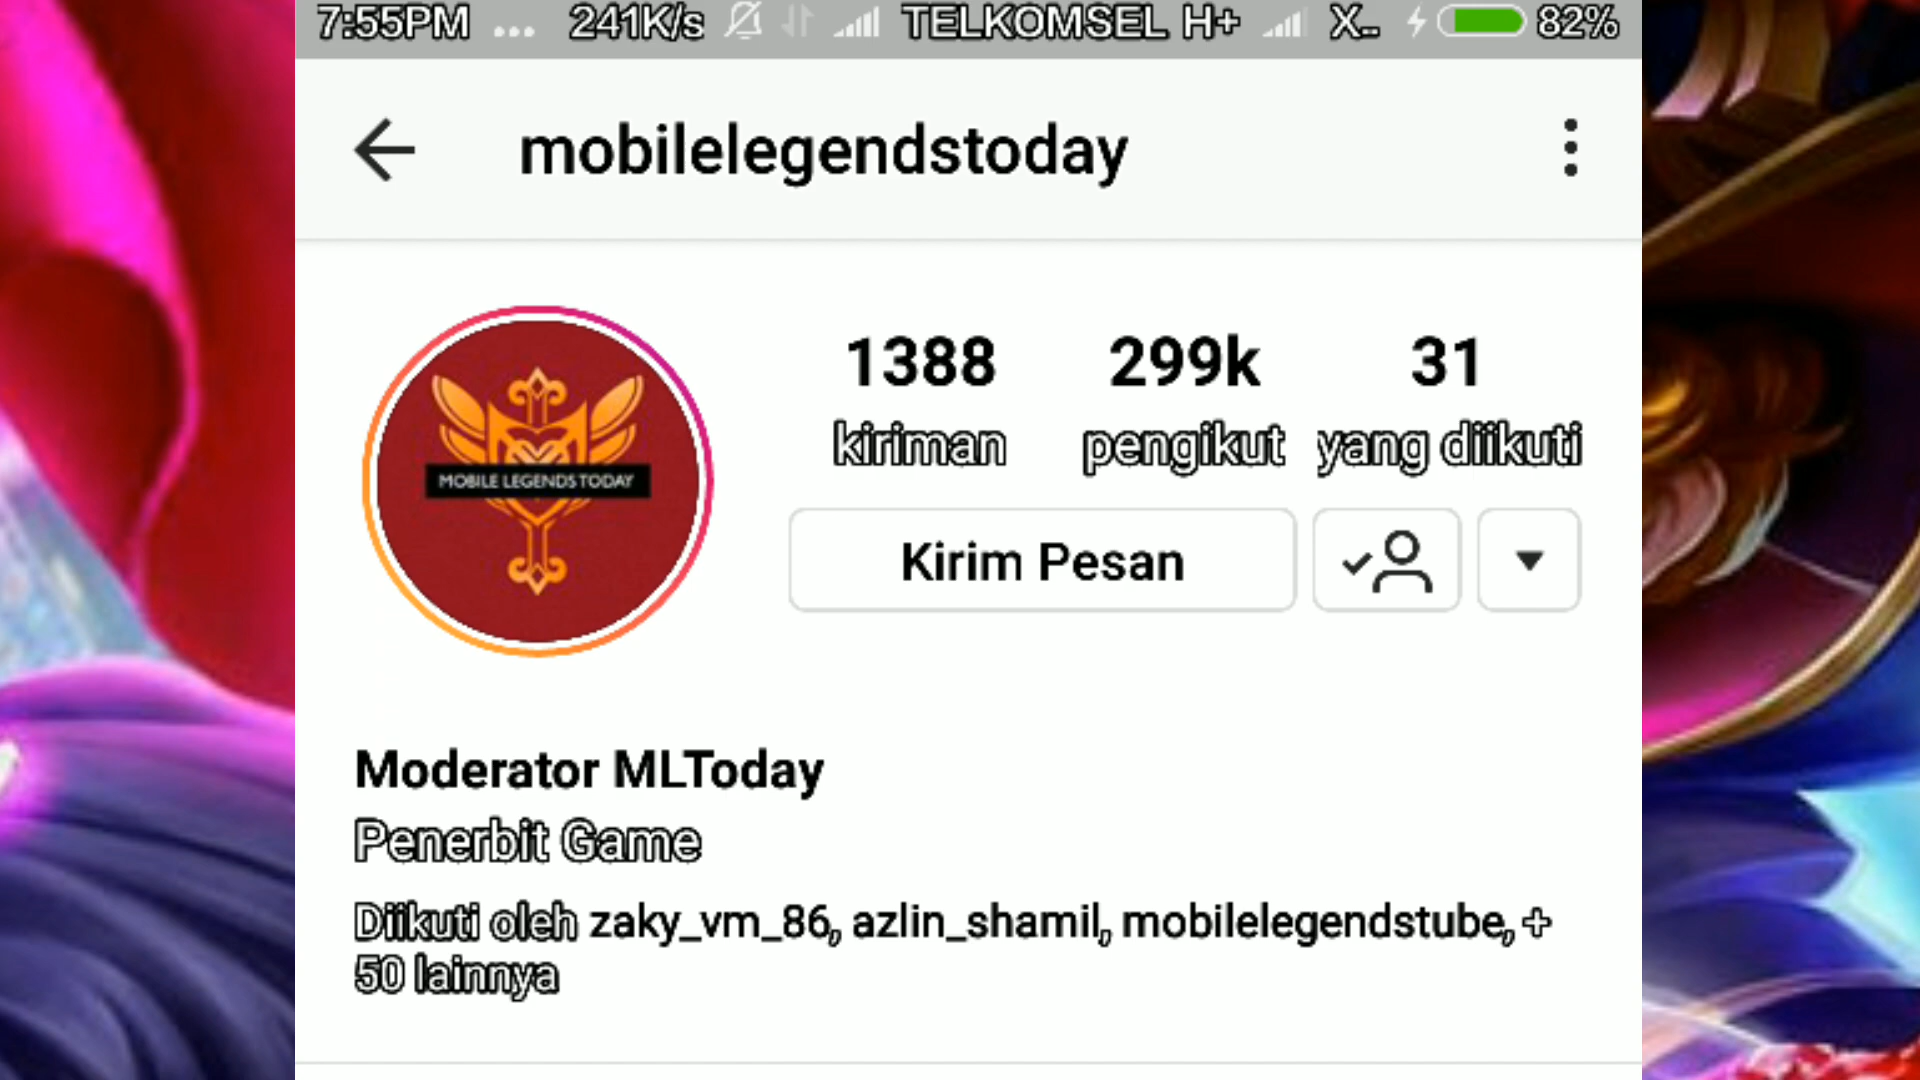 7:55PM ... 241K/s TELKOMSEL H+ X... 82%
mobilelegendstoday
1388 299k 31
kiriman pengikut yang diikuti
MOBILE LEGENDS TODAY
Kirim Pesan
Moderator MLToday
Penerbit Game
Diikuti oleh zaky_vm_86, azlin_shamil, mobilelegendstube, +
50 lainnya